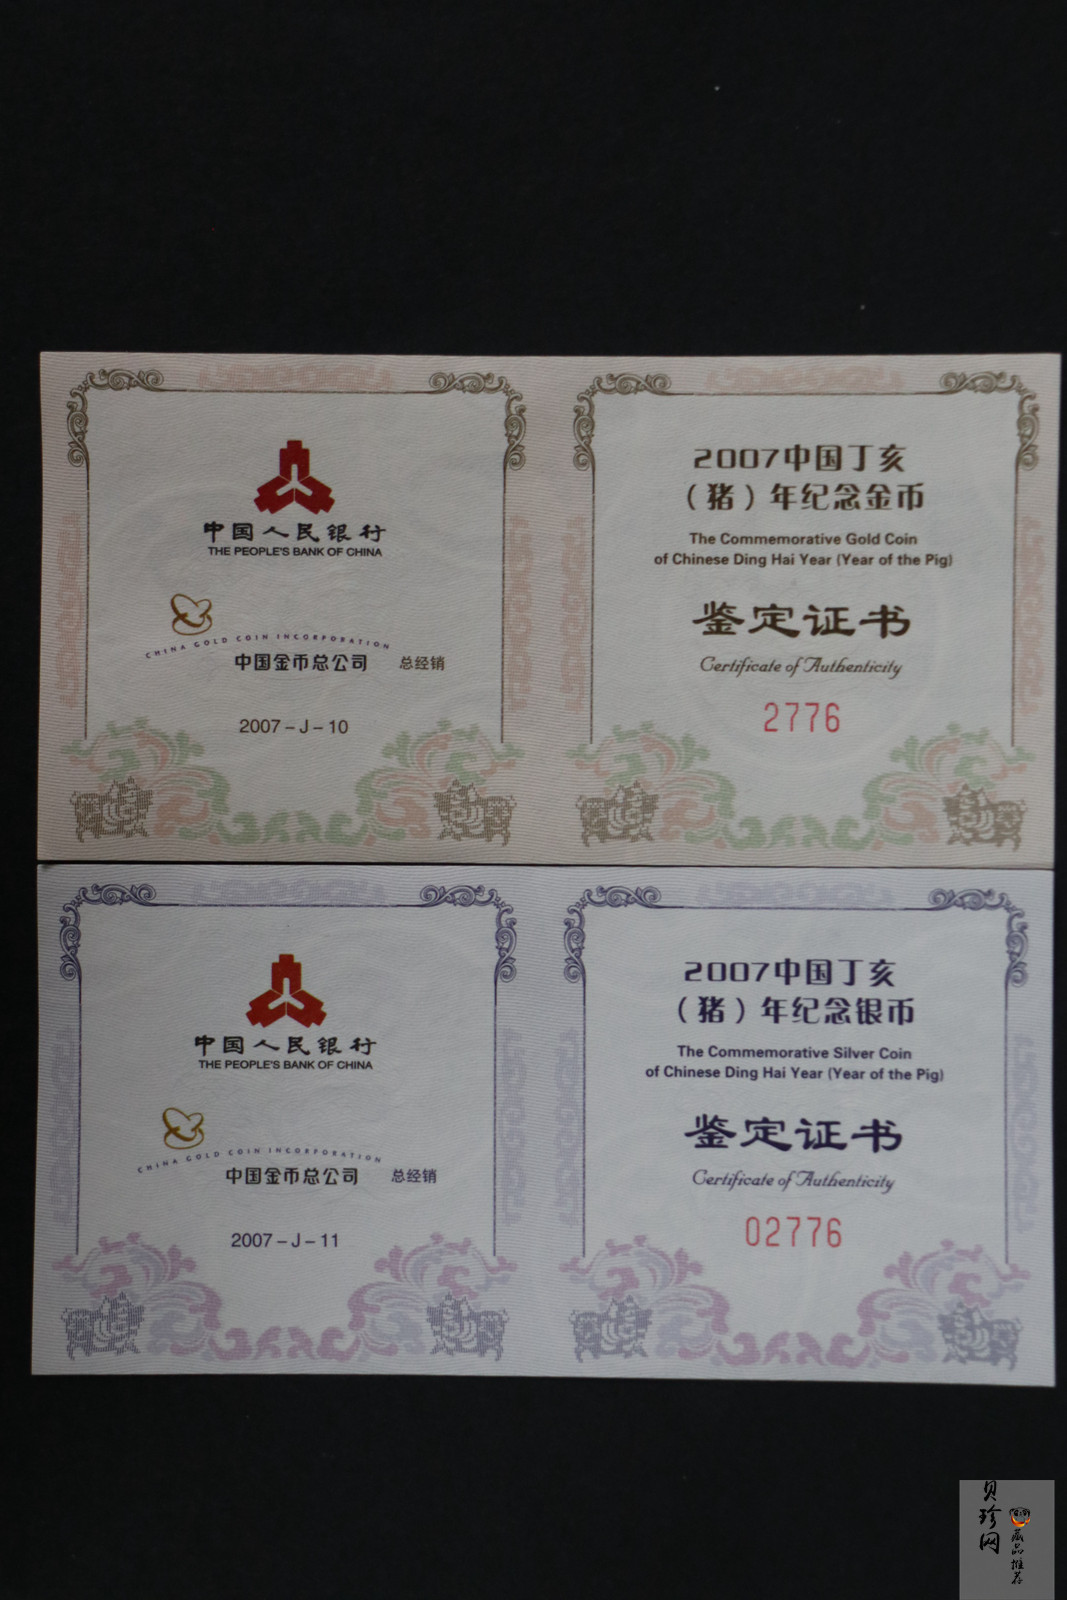 中国人民银行
THE PEOPLE'S BANK OF CHINA
CHINA GOLD COIN INCORPORATION
中国金币总公司 总经销
2007-J-10
2007中国丁亥
（猪）年纪念金币
The Commemorative Gold Coin
of Chinese Ding Hai Year (Year of the Pig)
鉴定证书
Certificate of Authenticity
2776
中国人民银行
THE PEOPLE'S BANK OF CHINA
CHINA GOLD COIN INCORPORATION
中国金币总公司 总经销
2007-J-11
2007中国丁亥
（猪）年纪念银币
The Commemorative Silver Coin
of Chinese Ding Hai Year (Year of the Pig)
鉴定证书
Certificate of Authenticity
02776
贝珍网
藏品推荐